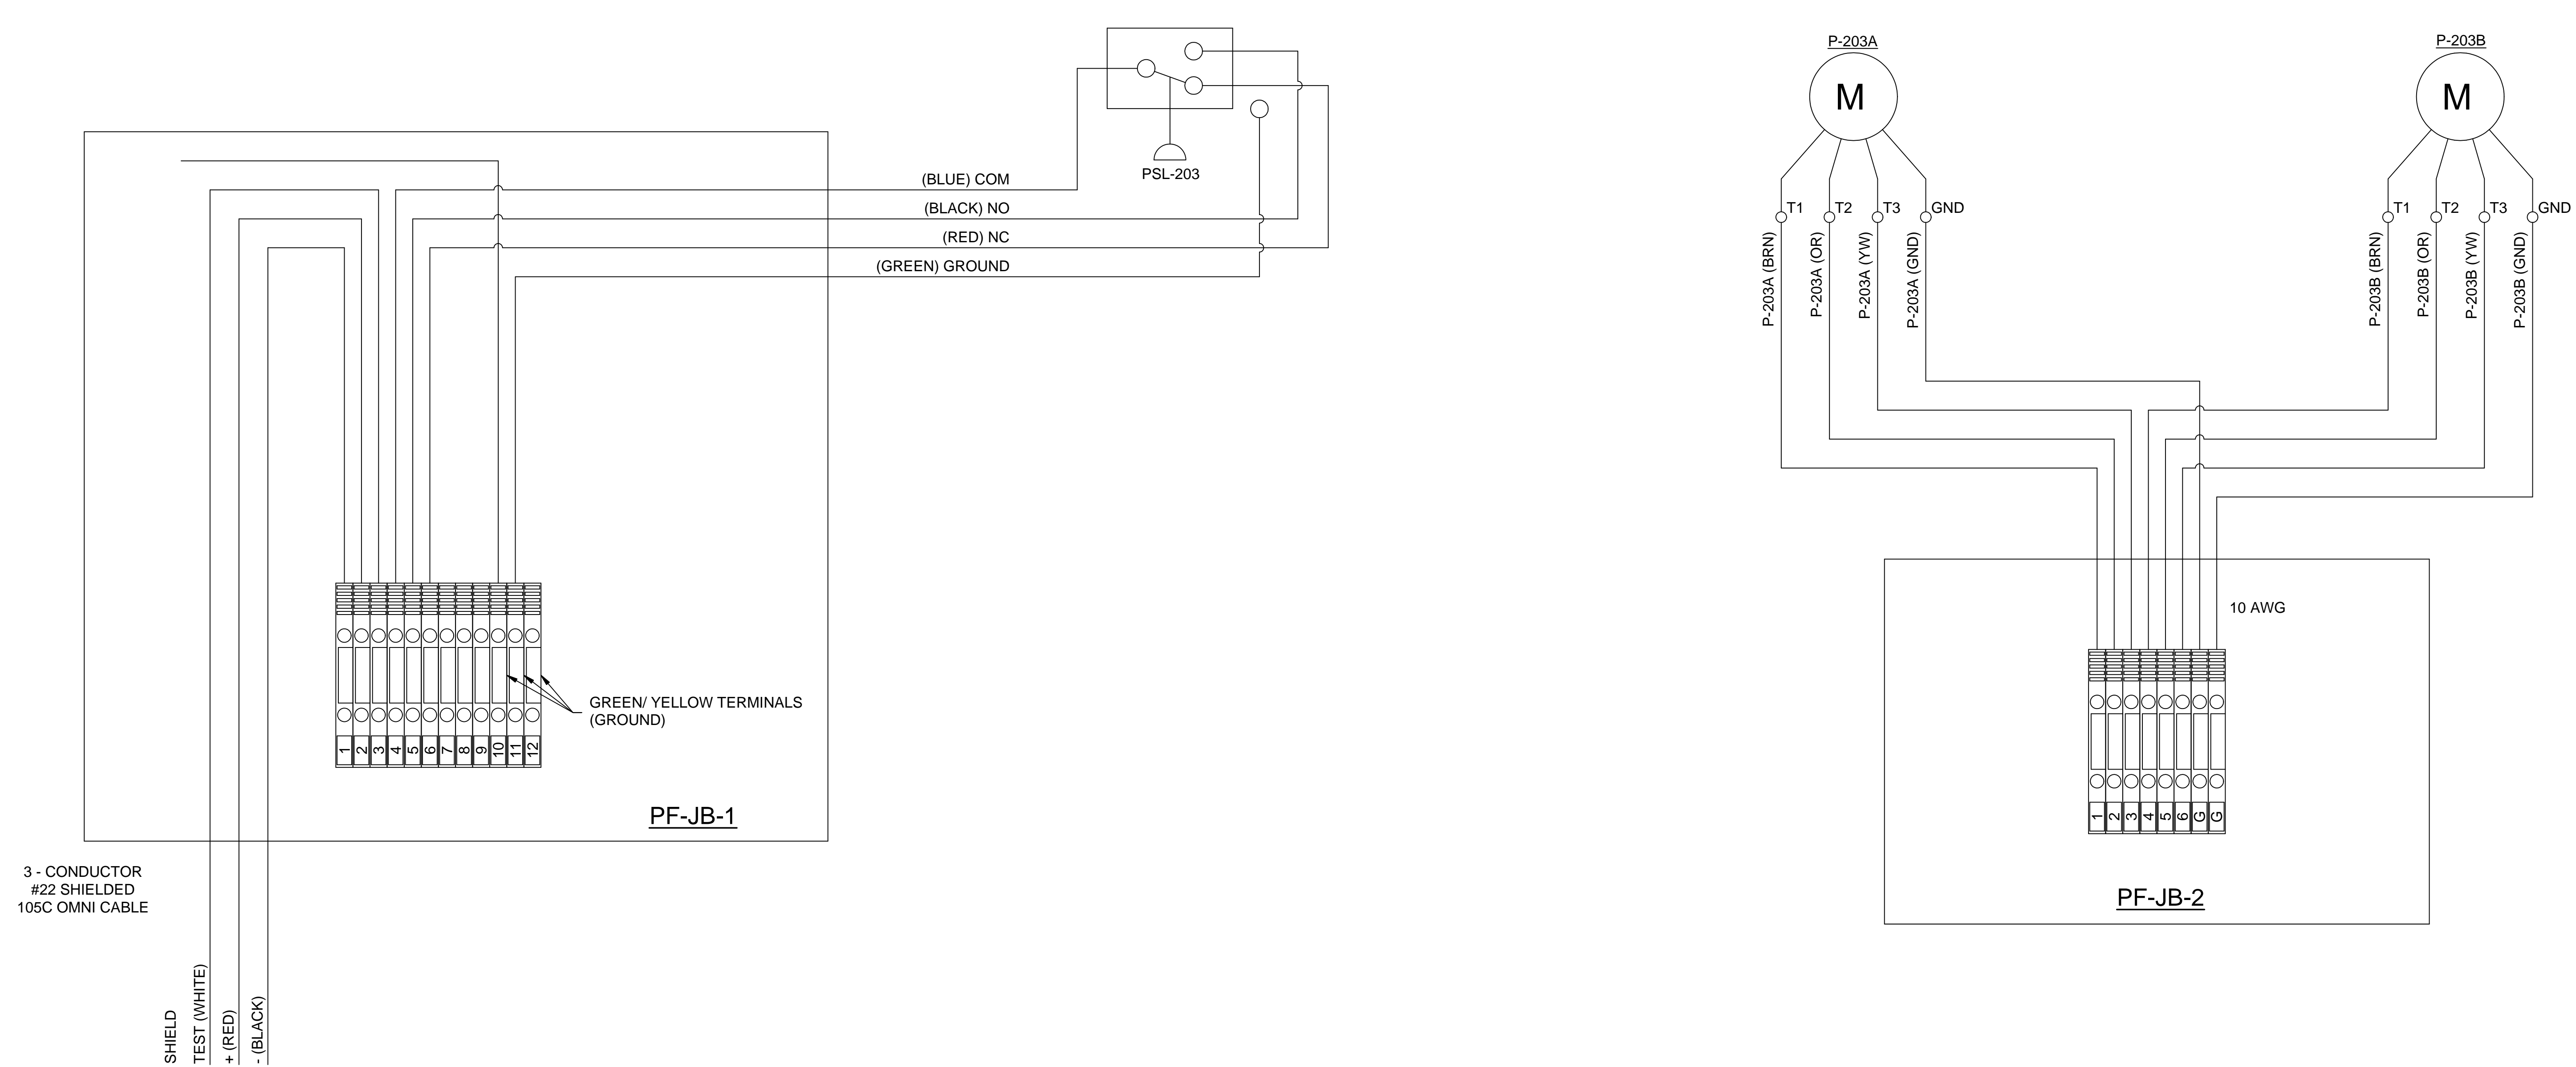 PSL-203
(BLUE) COM
(BLACK) NO
(RED) NC
(GREEN) GROUND
GREEN/ YELLOW TERMINALS
(GROUND)
1
2
3
4
5
6
7
8
9
10
11
12
PF-JB-1
3 - CONDUCTOR
#22 SHIELDED
105C OMNI CABLE
SHIELD
TEST (WHITE)
+ (RED)
- (BLACK)
P-203A
M
T1
T2
T3
GND
P-203A (BRN)
P-203A (OR)
P-203A (YW)
P-203A (GND)
P-203B
M
T1
T2
T3
GND
P-203B (BRN)
P-203B (OR)
P-203B (YW)
P-203B (GND)
10 AWG
1
2
3
4
5
6
G
G
PF-JB-2